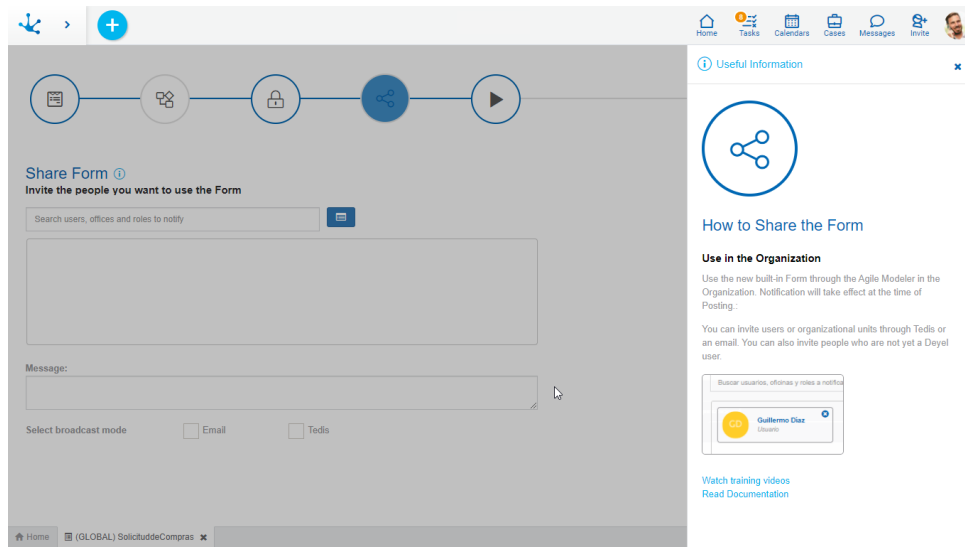 8
Home
Tasks
Calendars
Cases
Messages
Invite
Useful Information
Share Form
Invite the people you want to use the Form
Search users, offices and roles to notify
Message:
Select broadcast mode
Email
Tedis
How to Share the Form
Use in the Organization
Use the new built-in Form through the Agile Modeler in the
Organization. Notification will take effect at the time of
Posting.:
You can invite users or organizational units through Tedis or
an email. You can also invite people who are not yet a Deyel
user.
Buscar usuarios, oficinas y roles a notifica
GD
Guillermo Diaz
Usuario
Watch training videos
Read Documentation
Home
(GLOBAL) SolicituddeCompras